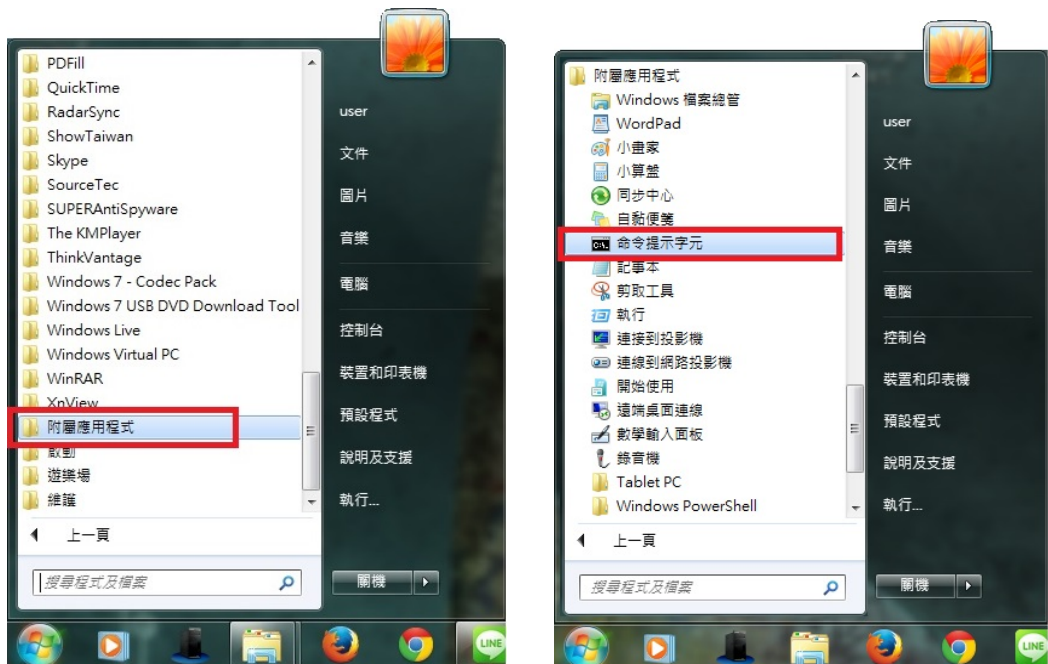 PDFill
QuickTime
RadarSync
ShowTaiwan
Skype
SourceTec
SUPERAntiSpyware
The KMPlayer
ThinkVantage
Windows 7 - Codec Pack
Windows 7 USB DVD Download Tool
Windows Live
Windows Virtual PC
WinRAR
XnView
附屬應用程式
啟動
遊樂場
維護
上一頁
搜尋程式及檔案
user
文件
圖片
音樂
電腦
控制台
裝置和印表機
預設程式
說明及支援
執行...
關機
LINE
附屬應用程式
Windows 檔案總管
WordPad
小畫家
小算盤
同步中心
自黏便箋
命令提示字元
記事本
剪取工具
執行
連接到投影機
連線到網路投影機
開始使用
遠端桌面連線
數學輸入面板
錄音機
Tablet PC
Windows PowerShell
上一頁
搜尋程式及檔案
user
文件
圖片
音樂
電腦
控制台
裝置和印表機
預設程式
說明及支援
執行...
關機
LINE